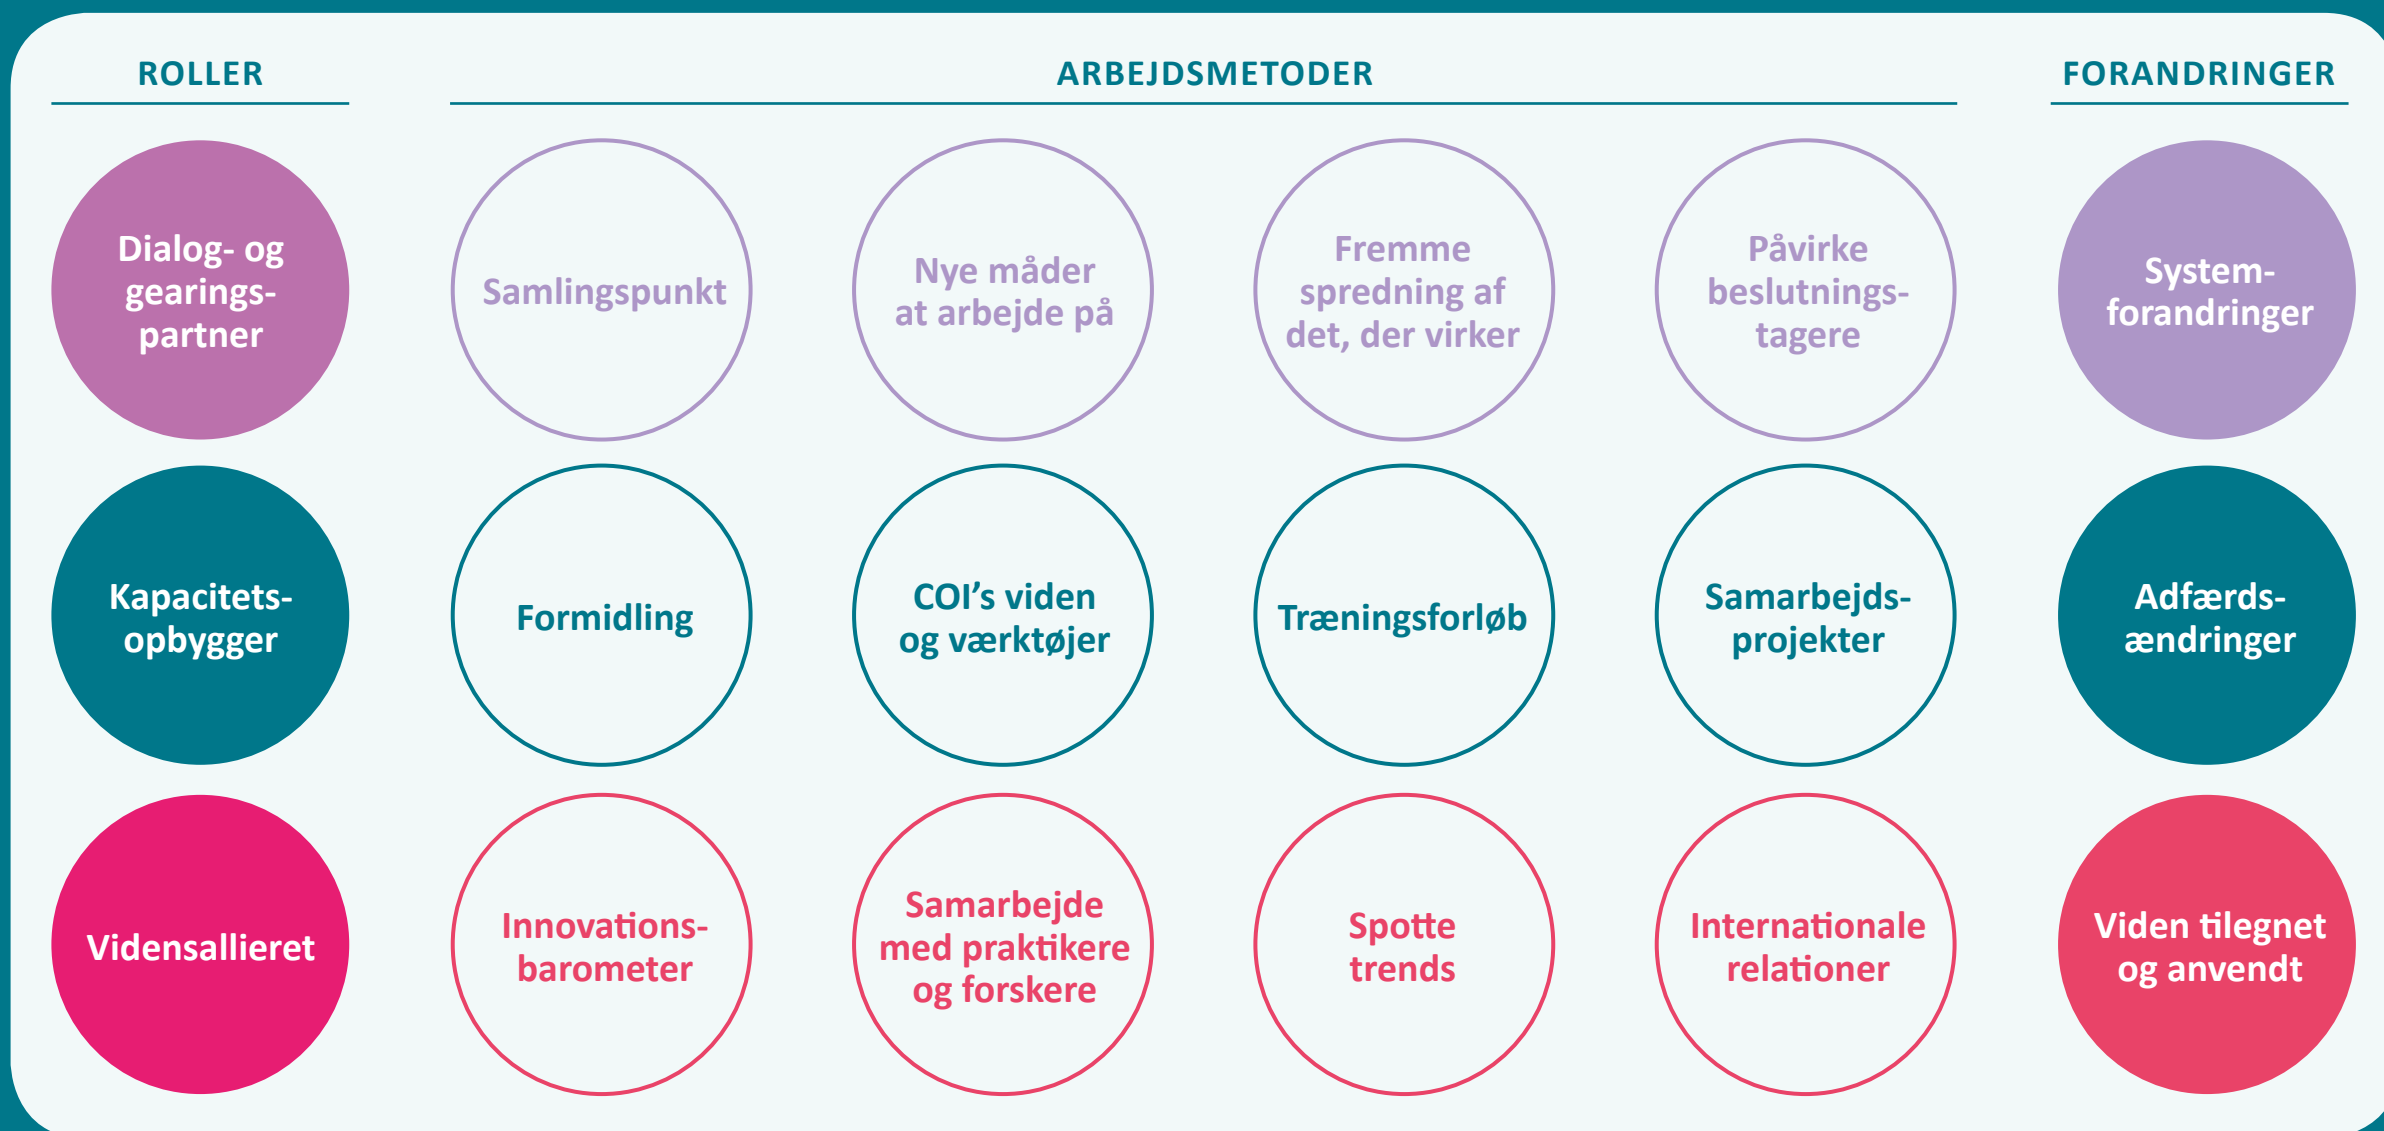 ROLLER
ARBEJDSMETODER
FORANDRINGER
Dialog- og
gearings-
partner
Samlingspunkt
Nye måder
at arbejde på
Fremme
spredning af
det, der virker
Påvirke
beslutnings-
tagere
System-
forandringer
Kapacitets-
opbygger
Formidling
COI’s viden
og værktøjer
Træningsforløb
Samarbejds-
projekter
Adfærds-
ændringer
Vidensallieret
Innovations-
barometer
Samarbejde
med praktikere
og forskere
Spotte
trends
Internationale
relationer
Viden tilegnet
og anvendt